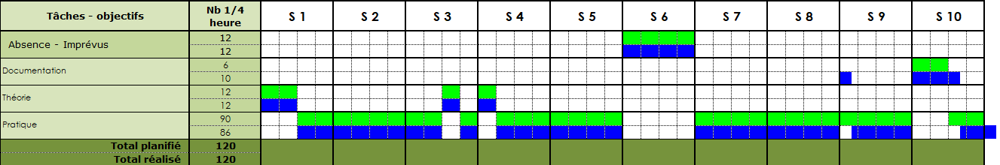 Tâches - objectifs Nb 1/4 heure S 1 S 2 S 3 S 4 S 5 S 6 S 7 S 8 S 9 S 10
Absence - Imprévus 12
12
Documentation 6
10
Théorie 12
12
Pratique 90
86
Total planifié 120
Total réalisé 120